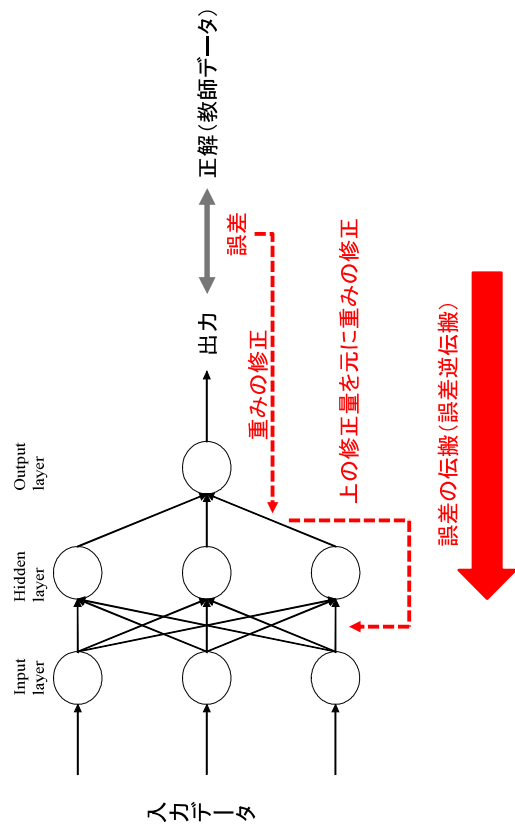 Input
layer
Hidden
layer
Output
layer
入力
データ
出力
正解(教師データ)
誤差
重みの修正
上の修正量を元に重みの修正
誤差の伝搬(誤差逆伝搬)